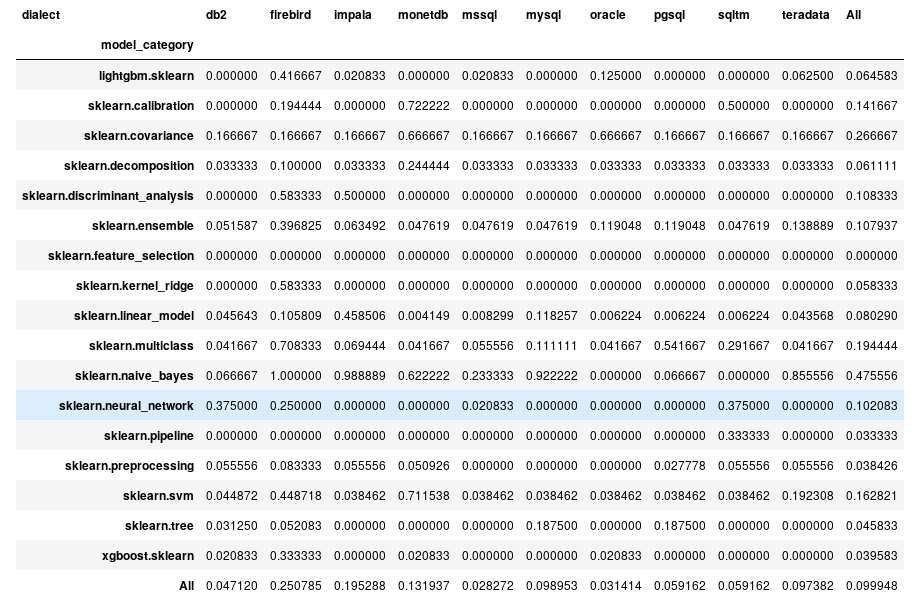 dialect db2 firebird impala monetdb mssql mysql oracle pgsql sqltm teradata All
model_category
lightgbm.sklearn 0.000000 0.416667 0.020833 0.000000 0.020833 0.000000 0.125000 0.000000 0.000000 0.062500 0.064583
sklearn.calibration 0.000000 0.194444 0.000000 0.722222 0.000000 0.000000 0.000000 0.000000 0.500000 0.000000 0.141667
sklearn.covariance 0.166667 0.166667 0.166667 0.666667 0.166667 0.166667 0.666667 0.166667 0.166667 0.166667 0.266667
sklearn.decomposition 0.033333 0.100000 0.033333 0.244444 0.033333 0.033333 0.033333 0.033333 0.033333 0.033333 0.061111
sklearn.discriminant_analysis 0.000000 0.583333 0.500000 0.000000 0.000000 0.000000 0.000000 0.000000 0.000000 0.000000 0.108333
sklearn.ensemble 0.051587 0.396825 0.063492 0.047619 0.047619 0.047619 0.119048 0.119048 0.047619 0.138889 0.107937
sklearn.feature_selection 0.000000 0.000000 0.000000 0.000000 0.000000 0.000000 0.000000 0.000000 0.000000 0.000000 0.000000
sklearn.kernel_ridge 0.000000 0.583333 0.000000 0.000000 0.000000 0.000000 0.000000 0.000000 0.000000 0.000000 0.058333
sklearn.linear_model 0.045643 0.105809 0.458506 0.004149 0.008299 0.118257 0.006224 0.006224 0.006224 0.043568 0.080290
sklearn.multiclass 0.041667 0.708333 0.069444 0.041667 0.055556 0.111111 0.041667 0.541667 0.291667 0.041667 0.194444
sklearn.naive_bayes 0.066667 1.000000 0.988889 0.622222 0.233333 0.922222 0.000000 0.066667 0.000000 0.855556 0.475556
sklearn.neural_network 0.375000 0.250000 0.000000 0.000000 0.020833 0.000000 0.000000 0.000000 0.375000 0.000000 0.102083
sklearn.pipeline 0.000000 0.000000 0.000000 0.000000 0.000000 0.000000 0.000000 0.000000 0.333333 0.000000 0.033333
sklearn.preprocessing 0.055556 0.083333 0.055556 0.050926 0.000000 0.000000 0.000000 0.027778 0.055556 0.055556 0.038426
sklearn.svm 0.044872 0.448718 0.038462 0.711538 0.038462 0.038462 0.038462 0.038462 0.038462 0.192308 0.162821
sklearn.tree 0.031250 0.052083 0.000000 0.000000 0.000000 0.187500 0.000000 0.187500 0.000000 0.000000 0.045833
xgboost.sklearn 0.020833 0.333333 0.000000 0.020833 0.000000 0.000000 0.020833 0.000000 0.000000 0.000000 0.039583
All 0.047120 0.250785 0.195288 0.131937 0.028272 0.098953 0.031414 0.059162 0.059162 0.097382 0.099948